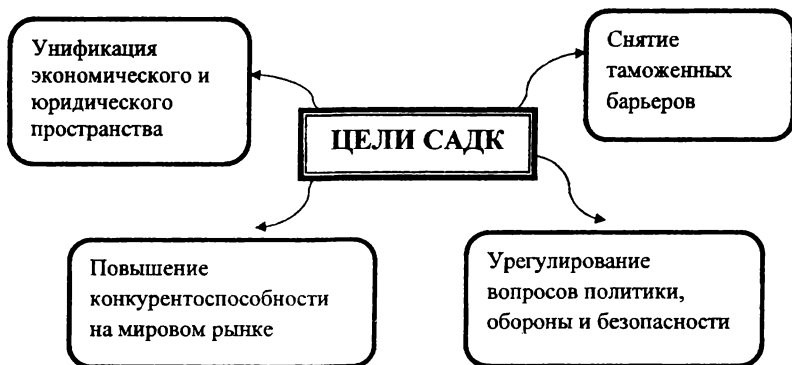 Унификация
экономического и
юридического
пространства
Снятие
таможенных
барьеров
ЦЕЛИ САДК
Повышение
конкурентоспособности
на мировом рынке
Урегулирование
вопросов политики,
обороны и безопасности